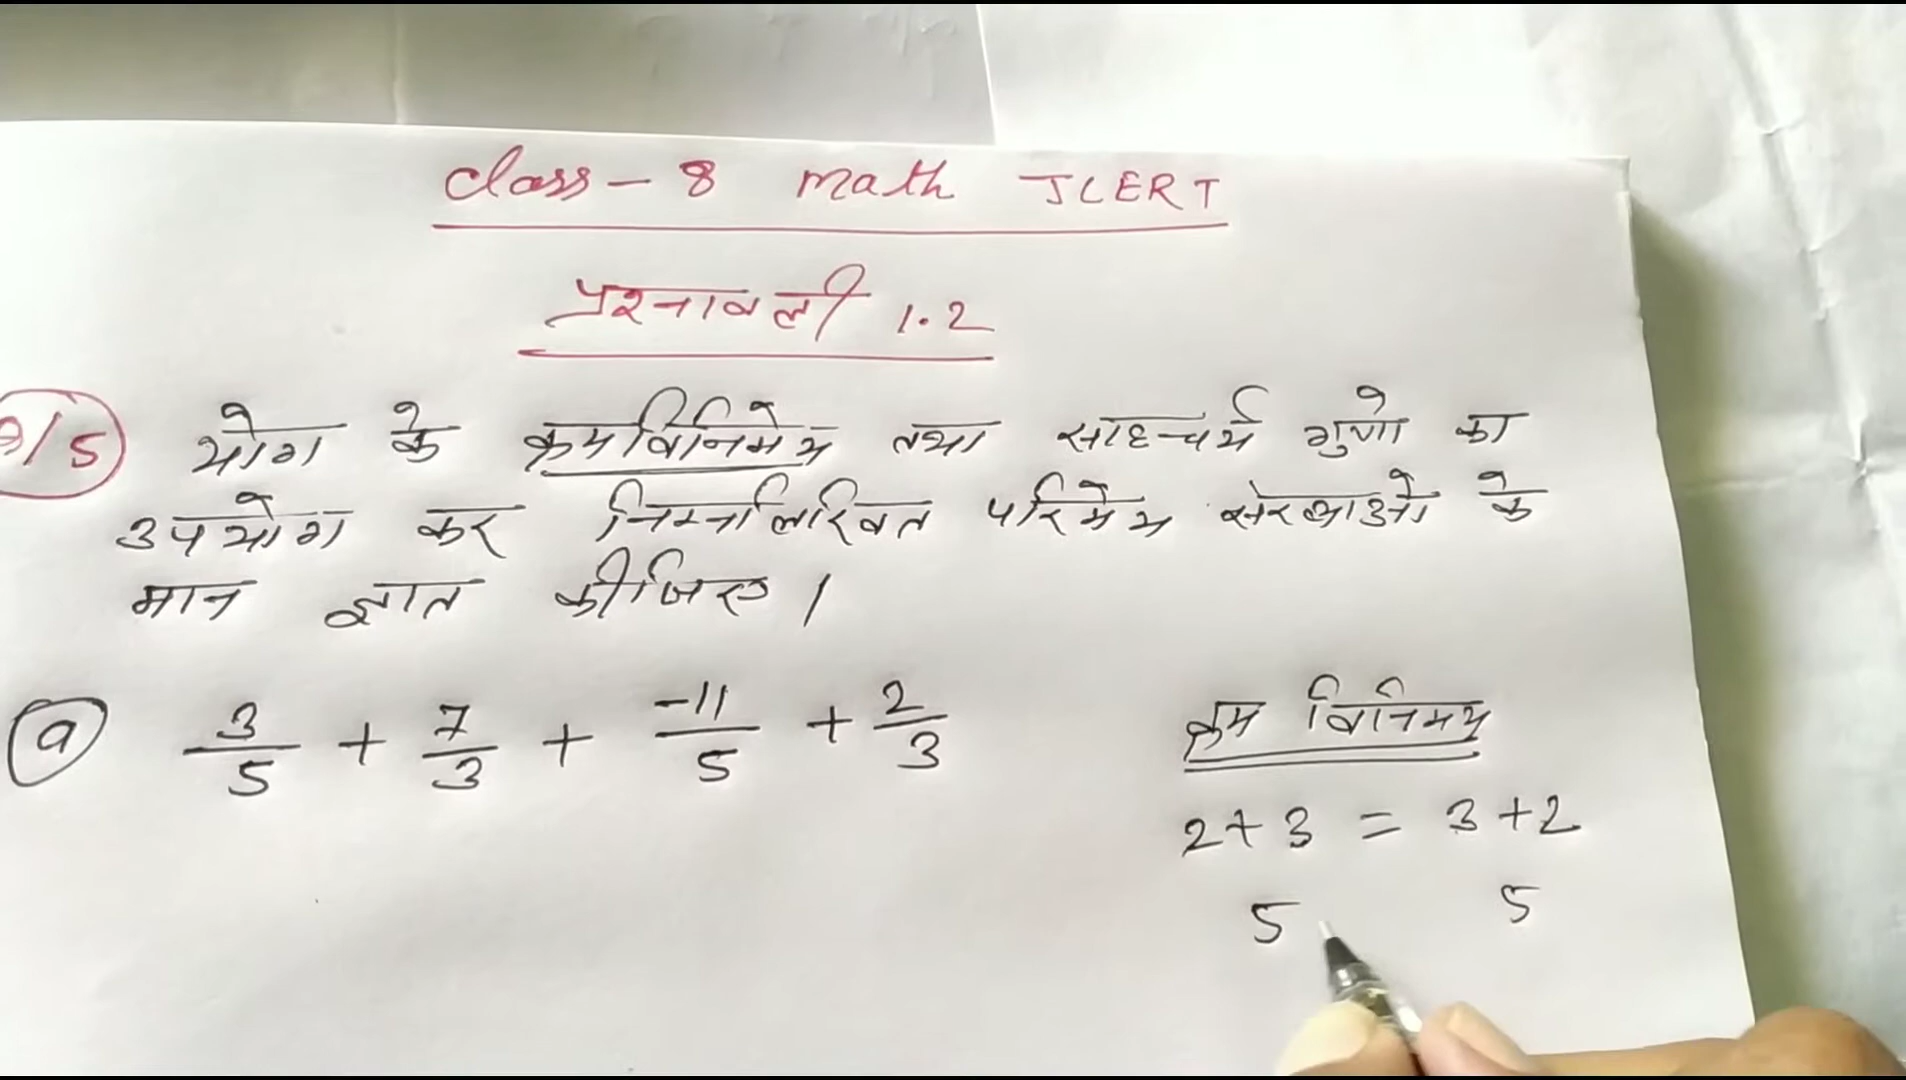 class - 8 math JCERT
प्रश्नावली 1.2
योग के क्रमविनिमेय तथा साहचर्य गुणो का
उपयोग कर निम्नलिखित परिमेय संख्याओ के
मान ज्ञात कीजिए ।
(a) 3/5 + 7/3 + -11/5 + 2/3
क्रम विनिमय
2+3 = 3+2
5 5